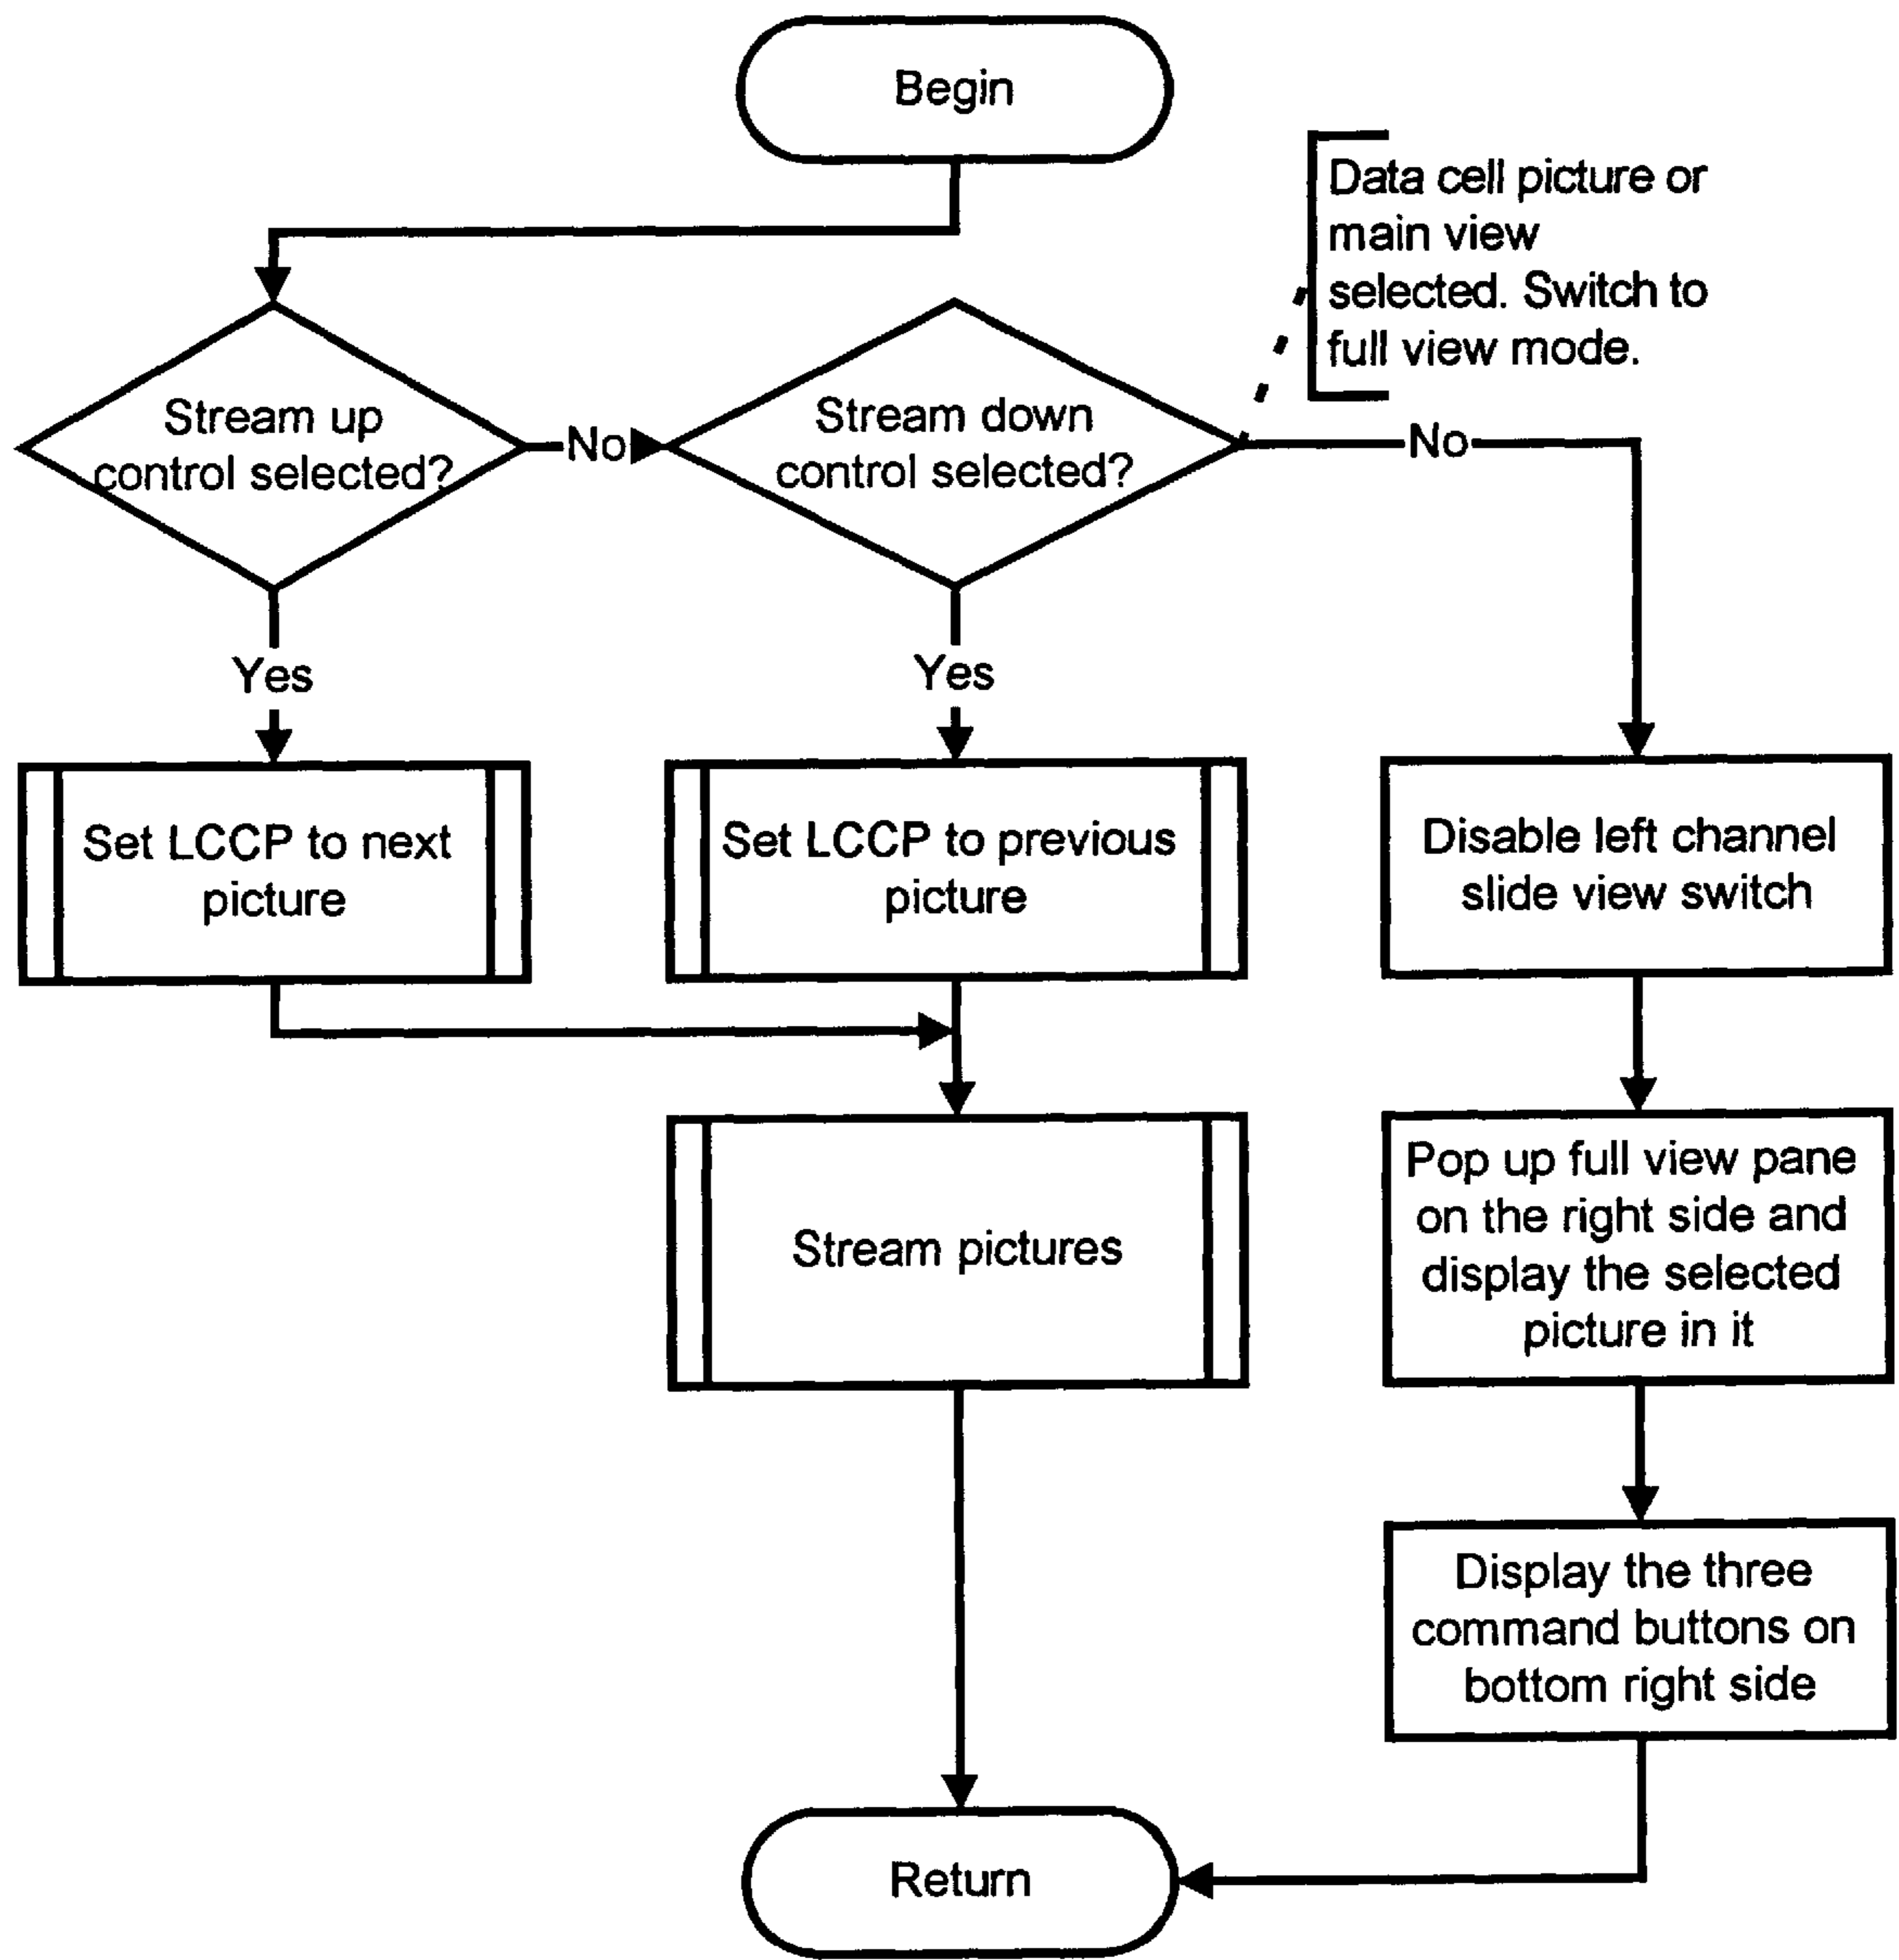 Begin
Data cell picture or
main view
selected. Switch to
full view mode.
Stream up
control selected?
No
Stream down
control selected?
No
Yes
Yes
Set LCCP to next
picture
Set LCCP to previous
picture
Disable left channel
slide view switch
Stream pictures
Pop up full view pane
on the right side and
display the selected
picture in it
Display the three
command buttons on
bottom right side
Return